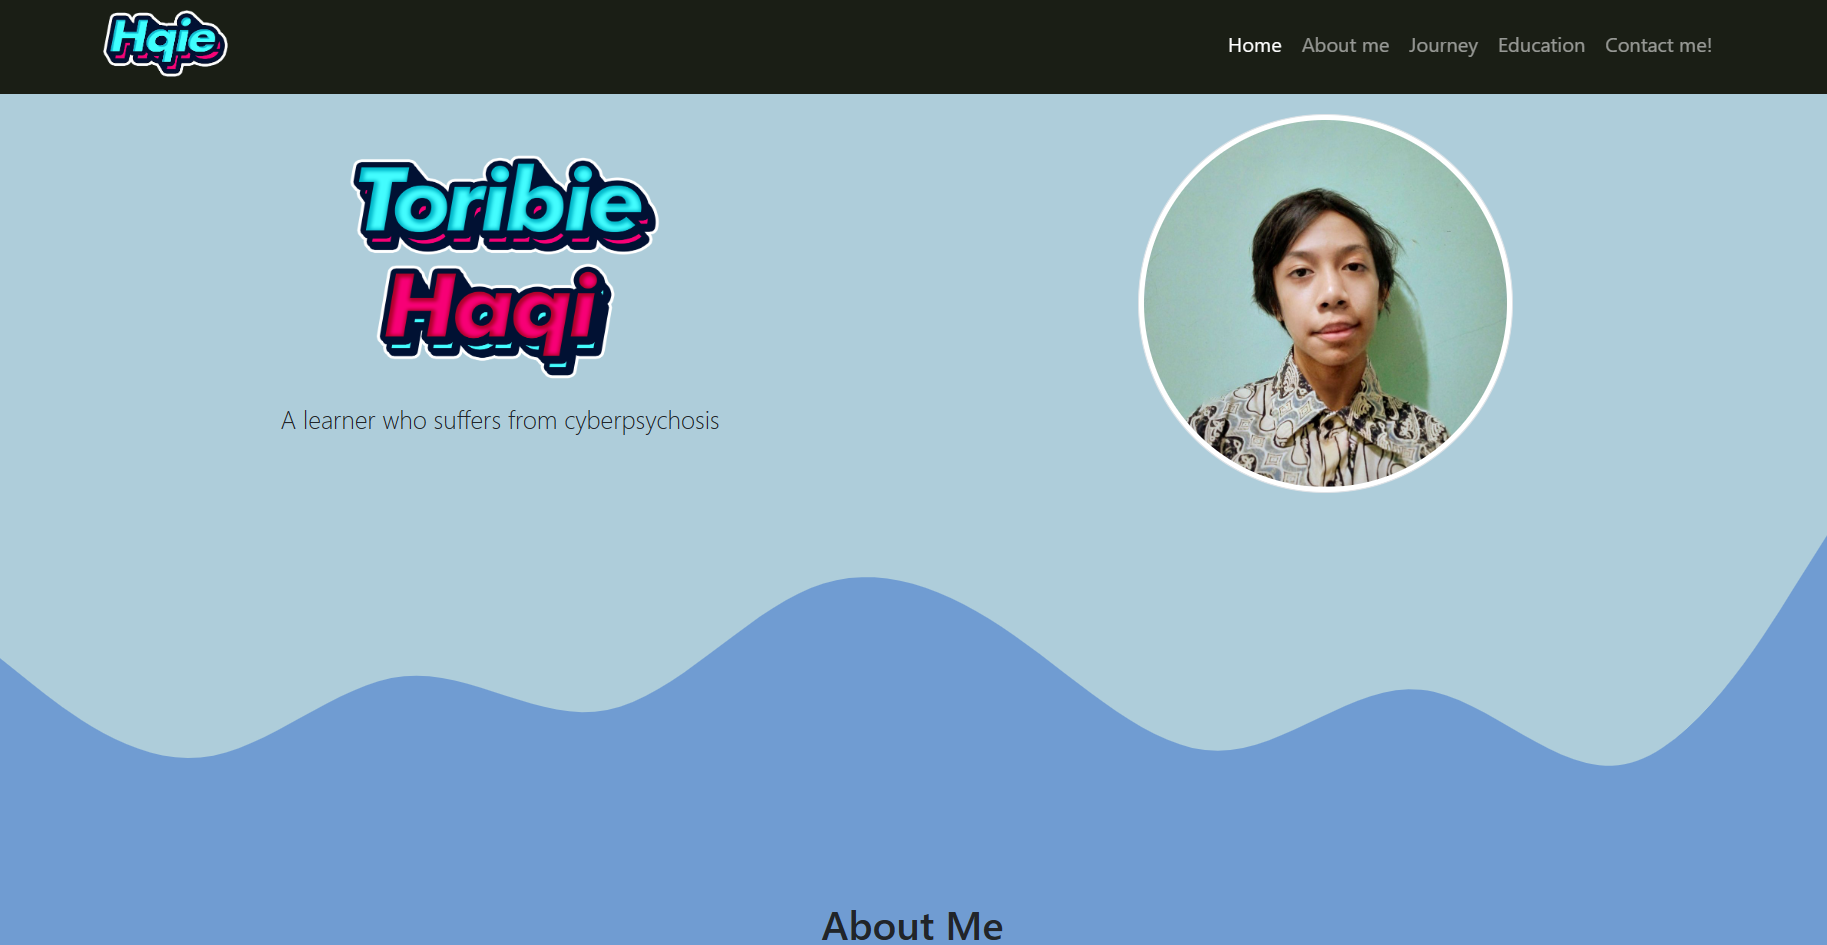 Hqie
Home About me Journey Education Contact me!
Toribie
Haqi
A learner who suffers from cyberpsychosis
About Me